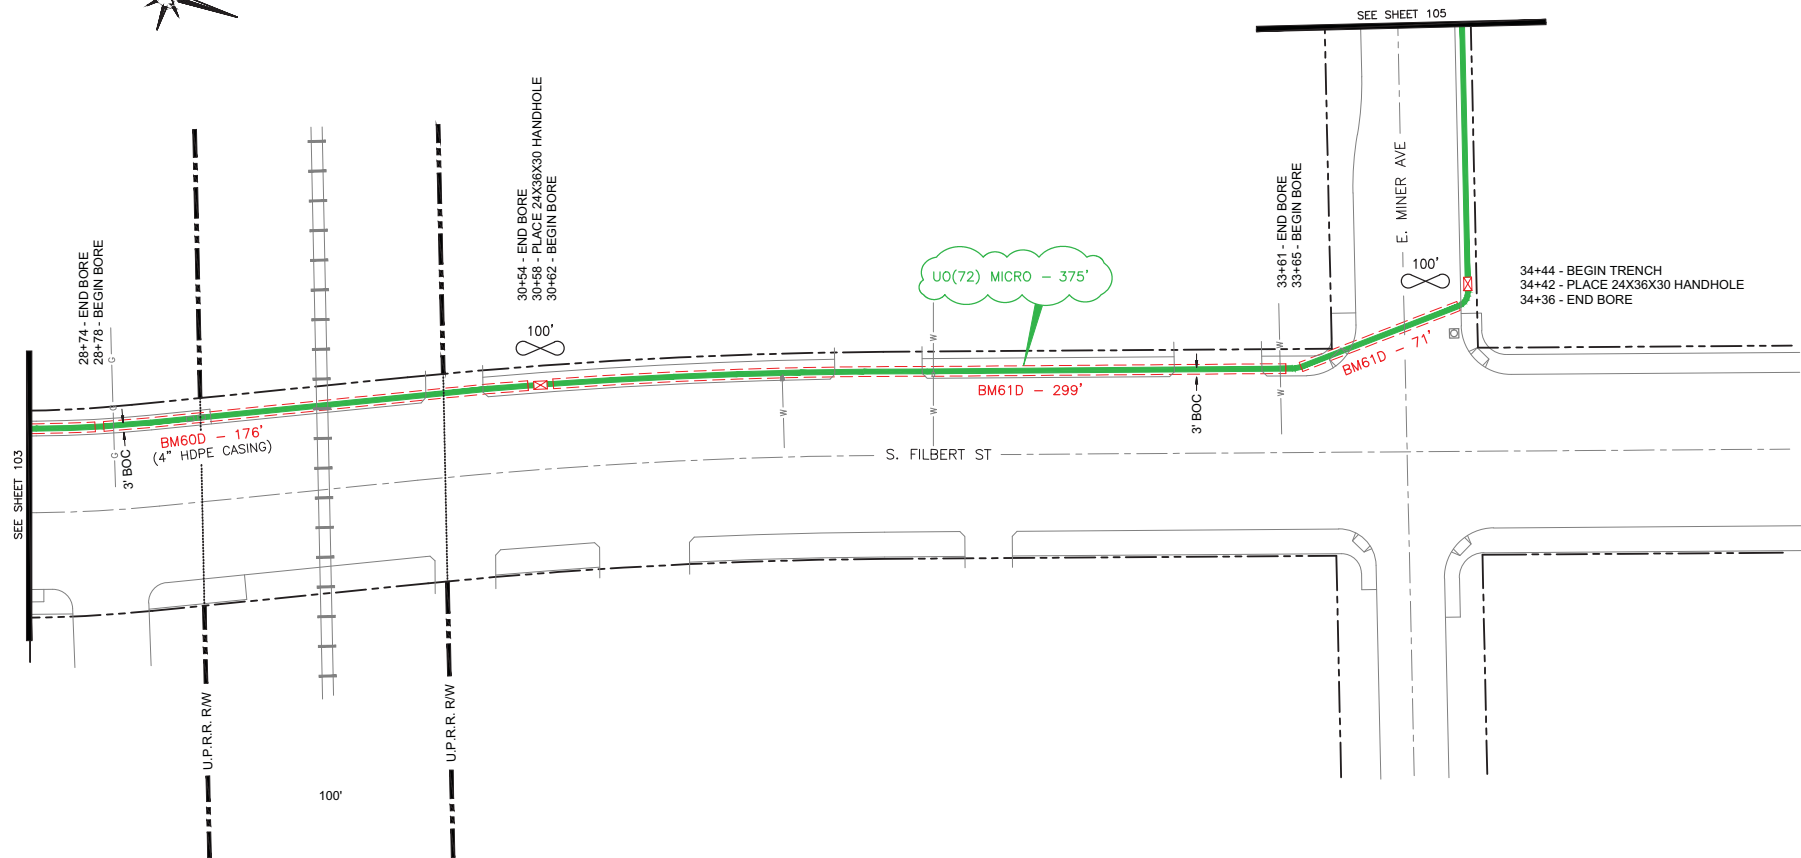 SEE SHEET 105
28+74 - END BORE
28+78 - BEGIN BORE
30+54 - END BORE
30+58 - PLACE 24X36X30 HANDHOLE
30+62 - BEGIN BORE
33+61 - END BORE
33+65 - BEGIN BORE
E. MINER AVE
100'
34+44 - BEGIN TRENCH
34+42 - PLACE 24X36X30 HANDHOLE
34+36 - END BORE
UO(72) MICRO - 375'
100'
G
G
G
W
W
W
W
W
W
BM61D - 71'
BM61D - 299'
3' BOC
BM60D - 176'
(4" HDPE CASING)
3' BOC
S. FILBERT ST
SEE SHEET 103
U.P.R.R. R/W
U.P.R.R. R/W
100'